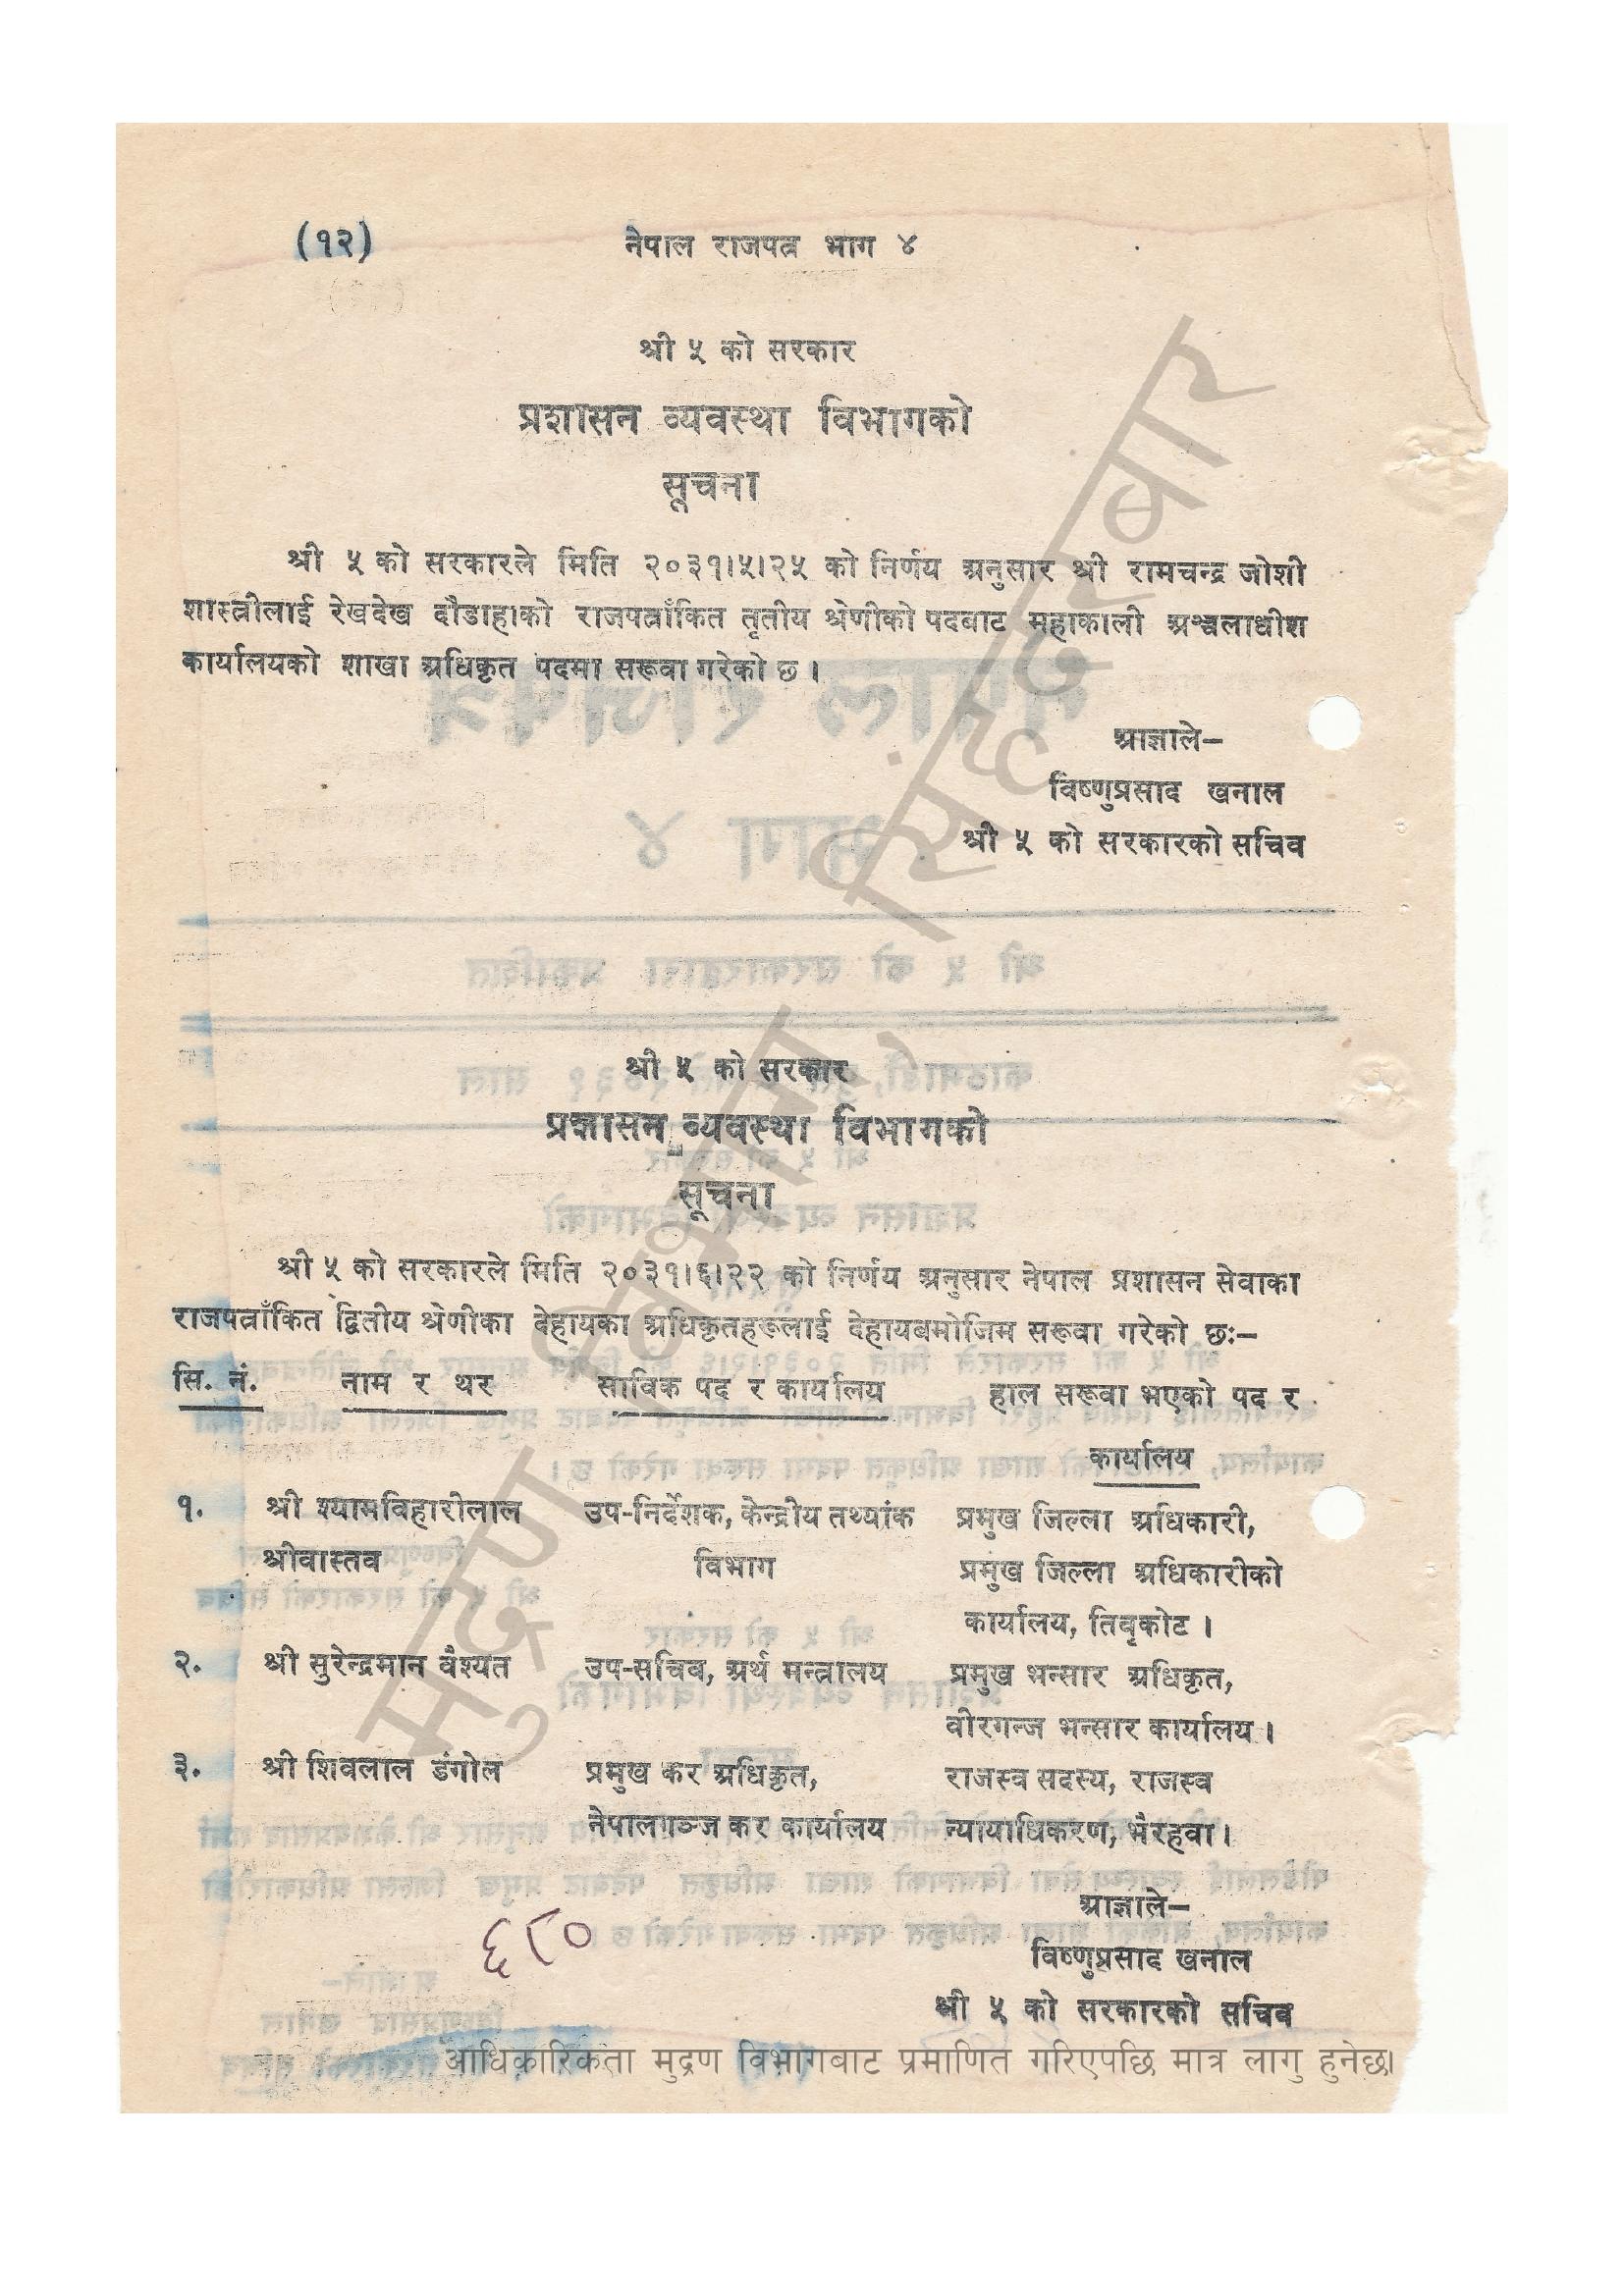 (१२)
नेपाल राजपत्र भाग ४
श्री ५ को सरकार
प्रशासन व्यवस्था विभागको
सूचना
श्री ५ को सरकारले मिति २०३१।५।२५ को निर्णय अनुसार श्री रामचन्द्र जोशी
शास्त्रीलाई रेखदेख दौडाहाको राजपत्राँकित तृतीय श्रेणीको पदबाट महाकाली अञ्चलाधीश
कार्यालयको शाखा अधिकृत पदमा सरूवा गरेको छ ।
आज्ञाले–
विष्णुप्रसाद खनाल
श्री ५ को सरकारको सचिव
श्री ५ को सरकार
प्रशासन व्यवस्था विभागको
सूचना
श्री ५ को सरकारले मिति २०३१।६।२२ को निर्णय अनुसार नेपाल प्रशासन सेवाका
राजपत्राँकित द्वितीय श्रेणीका देहायका अधिकृतहरूलाई देहायबमोजिम सरूवा गरेको छः–
सि. नं. नाम र थर साविक पद र कार्यालय हाल सरूवा भएको पद र
कार्यालय
१. श्री श्यामविहारीलाल उप-निर्देशक, केन्द्रीय तथ्यांक प्रमुख जिल्ला अधिकारी,
श्रीवास्तव विभाग प्रमुख जिल्ला अधिकारीको
कार्यालय, तिवृकोट ।
२. श्री सुरेन्द्रमान वैश्यत उप-सचिव, अर्थ मन्त्रालय प्रमुख भन्सार अधिकृत,
वीरगन्ज भन्सार कार्यालय ।
३. श्री शिवलाल डंगोल प्रमुख कर अधिकृत, राजस्व सदस्य, राजस्व
नेपालगञ्ज कर कार्यालय न्यायाधिकरण, भैरहवा ।
आज्ञाले–
विष्णुप्रसाद खनाल
श्री ५ को सरकारको सचिव
६८०
आधिकारिकता मुद्रण विभागबाट प्रमाणित गरिएपछि मात्र लागु हुनेछ।
मुद्रण विभाग, सिंहदरबार